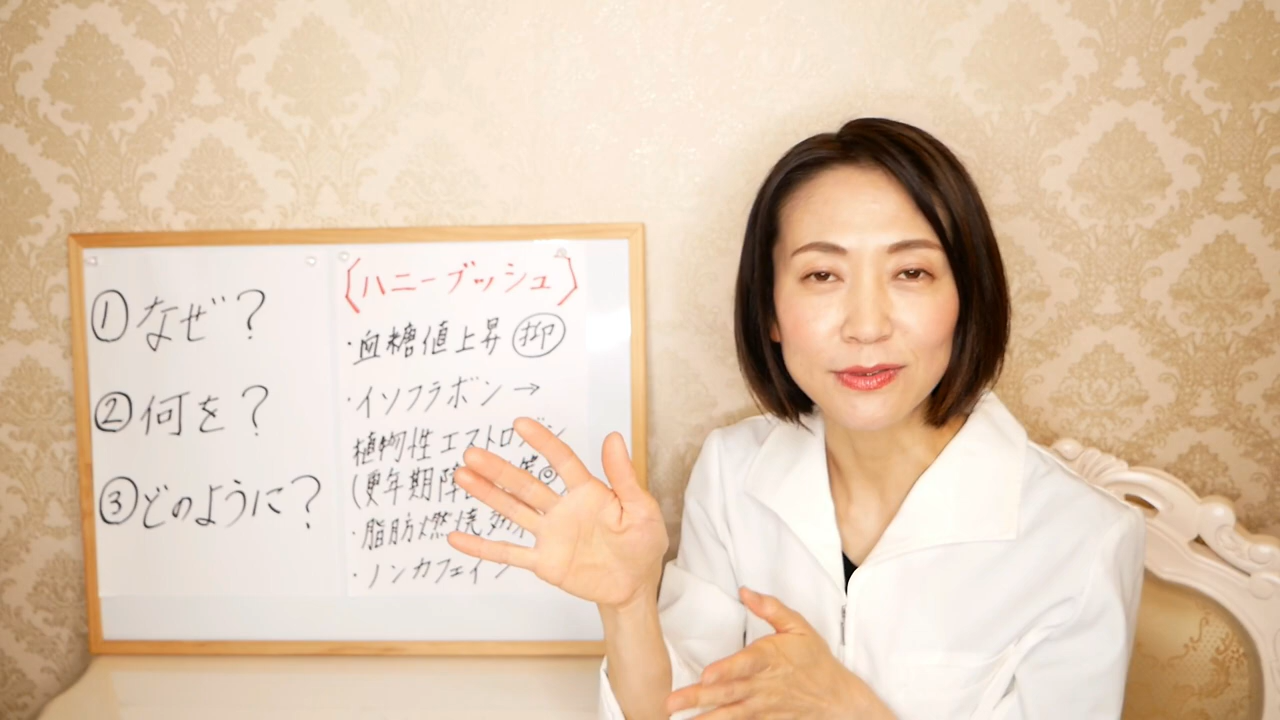 ①なぜ?
②何を?
③どのように?
〈ハニーブッシュ〉
・血糖値上昇 抑
・イソフラボン→
植物性エストロ
(更年期障 ◎
・脂肪燃焼効
・ノンカフェイン